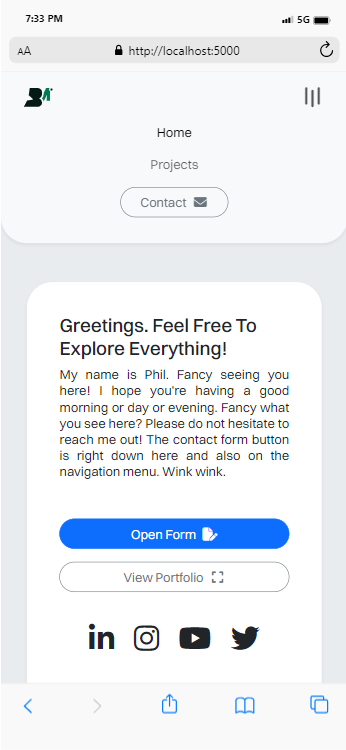 7:33 PM
5G
AA
http://localhost:5000
Home
Projects
Contact
Greetings. Feel Free To
Explore Everything!
My name is Phil. Fancy seeing you
here! I hope you're having a good
morning or day or evening. Fancy what
you see here? Please do not hesitate to
reach me out! The contact form button
is right down here and also on the
navigation menu. Wink wink.
Open Form
View Portfolio
in